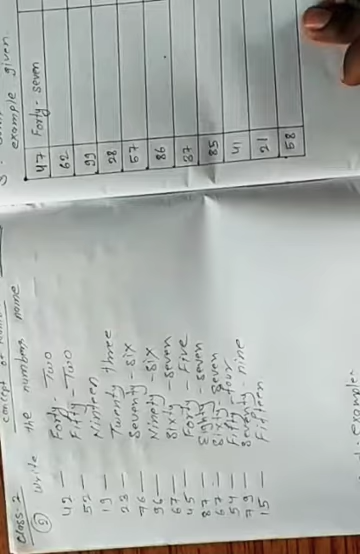 concept of
Class-2
⑤ Write the numbers name
42 — Forty - Two
52 — Fifty - Two
19 — Ninteen
23 — Twenty three
76 — Seventy - six
96 — Ninety - six
67 — sixty - seven
45 — Forty - Five
87 — Eighty - seven
67 — sixty - seven
54 — Fifty - four
79 — Seventy - nine
15 — Fifteen
example given.
47 Forty - seven
62
99
28
57
86
37
85
41
21
58